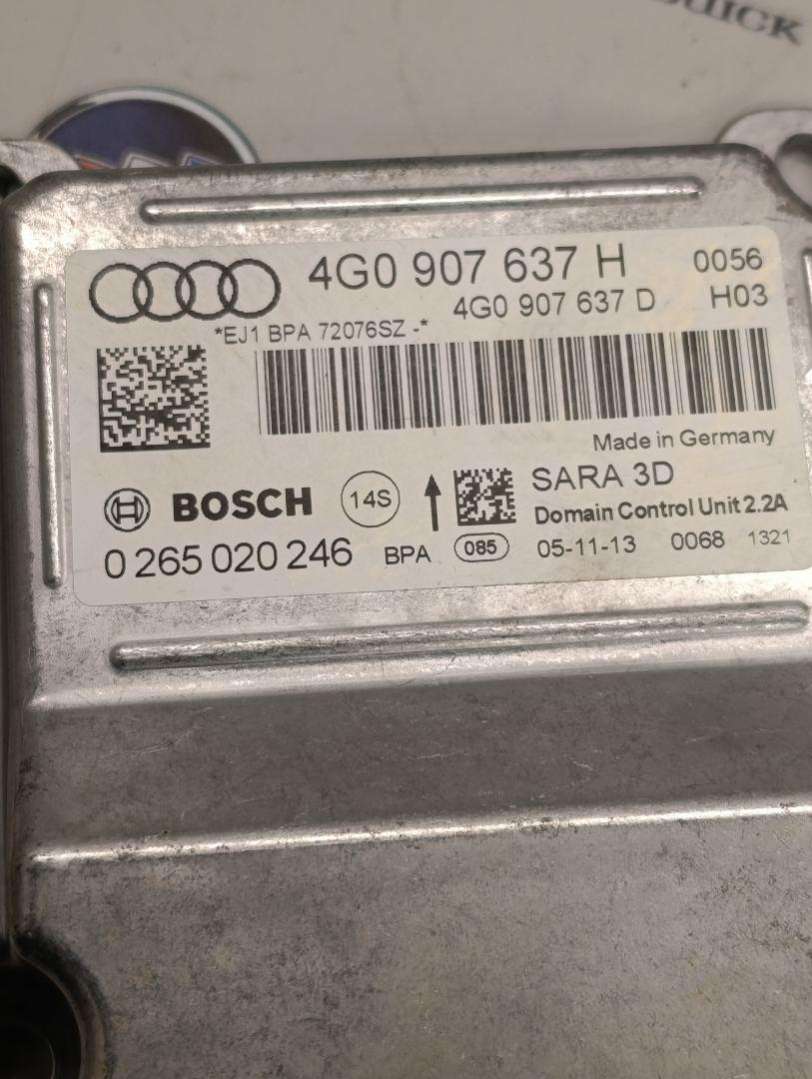 BUICK
4G0 907 637 H 0056
4G0 907 637 D H03
*EJ1 BPA 72076SZ -*
Made in Germany
BOSCH 14S SARA 3D
Domain Control Unit 2.2A
0 265 020 246 BPA 085 05-11-13 0068 1321